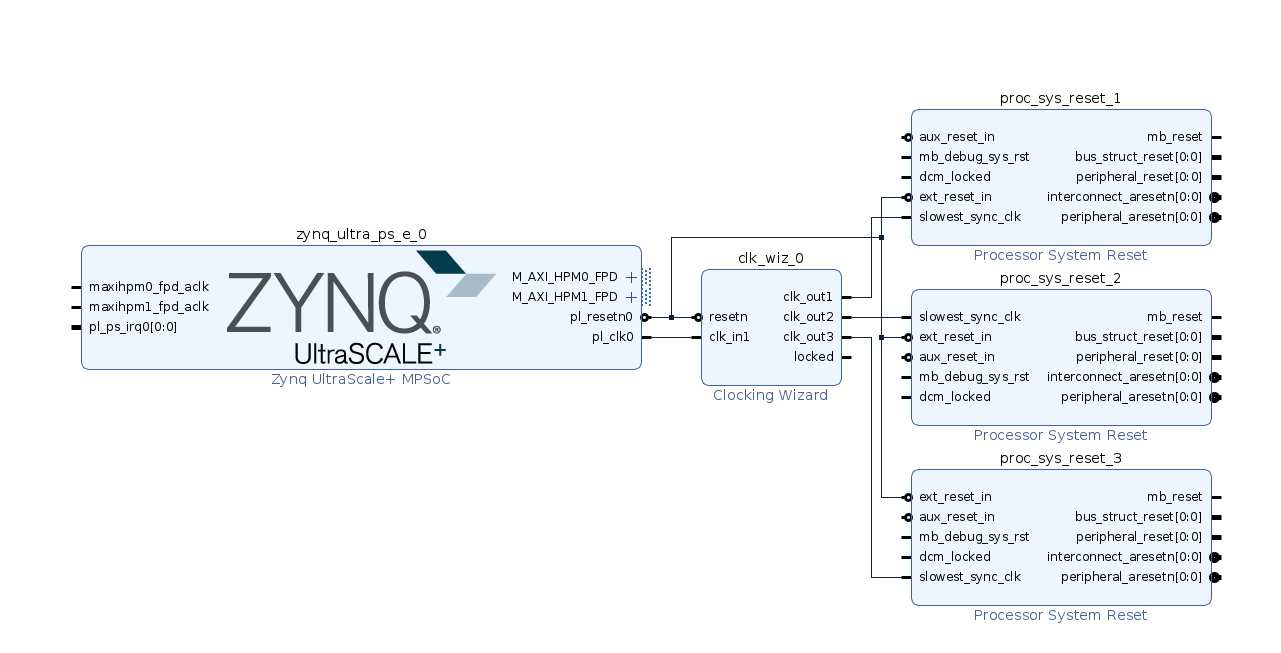 zynq_ultra_ps_e_0
maxihpm0_fpd_aclk
maxihpm1_fpd_aclk
pl_ps_irq0[0:0]
ZYNQ®
UltraSCALE+
M_AXI_HPM0_FPD
M_AXI_HPM1_FPD
pl_resetn0
pl_clk0
Zynq UltraScale+ MPSoC
clk_wiz_0
resetn
clk_in1
clk_out1
clk_out2
clk_out3
locked
Clocking Wizard
proc_sys_reset_1
aux_reset_in mb_reset
mb_debug_sys_rst bus_struct_reset[0:0]
dcm_locked peripheral_reset[0:0]
ext_reset_in interconnect_aresetn[0:0]
slowest_sync_clk peripheral_aresetn[0:0]
Processor System Reset
proc_sys_reset_2
slowest_sync_clk mb_reset
ext_reset_in bus_struct_reset[0:0]
aux_reset_in peripheral_reset[0:0]
mb_debug_sys_rst interconnect_aresetn[0:0]
dcm_locked peripheral_aresetn[0:0]
Processor System Reset
proc_sys_reset_3
ext_reset_in mb_reset
aux_reset_in bus_struct_reset[0:0]
mb_debug_sys_rst peripheral_reset[0:0]
dcm_locked interconnect_aresetn[0:0]
slowest_sync_clk peripheral_aresetn[0:0]
Processor System Reset